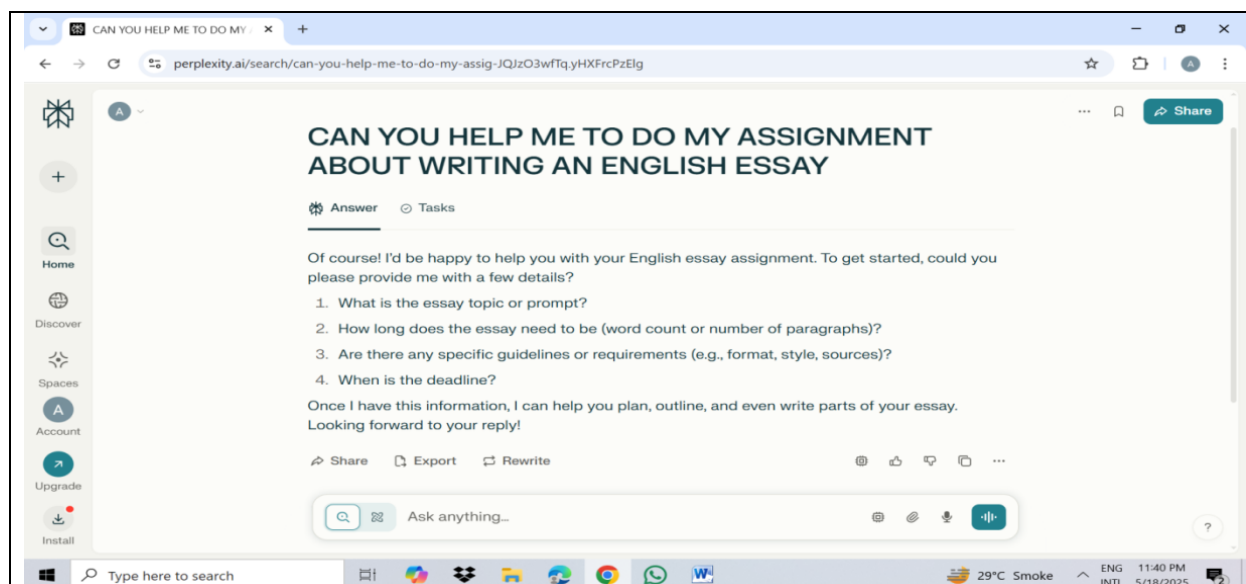 CAN YOU HELP ME TO DO MY
perplexity.ai/search/can-you-help-me-to-do-my-assig-JQJzO3wfTq.yHXFrcPzElg
A
A
Share
CAN YOU HELP ME TO DO MY ASSIGNMENT
ABOUT WRITING AN ENGLISH ESSAY
Answer Tasks
Home
Of course! I'd be happy to help you with your English essay assignment. To get started, could you
please provide me with a few details?
1. What is the essay topic or prompt?
Discover
2. How long does the essay need to be (word count or number of paragraphs)?
3. Are there any specific guidelines or requirements (e.g., format, style, sources)?
Spaces
4. When is the deadline?
A
Account
Once I have this information, I can help you plan, outline, and even write parts of your essay.
Looking forward to your reply!
Share Export Rewrite
Upgrade
Ask anything...
Install
?
Type here to search
W
29°C Smoke
ENG 11:40 PM
INTL 5/18/2025
2